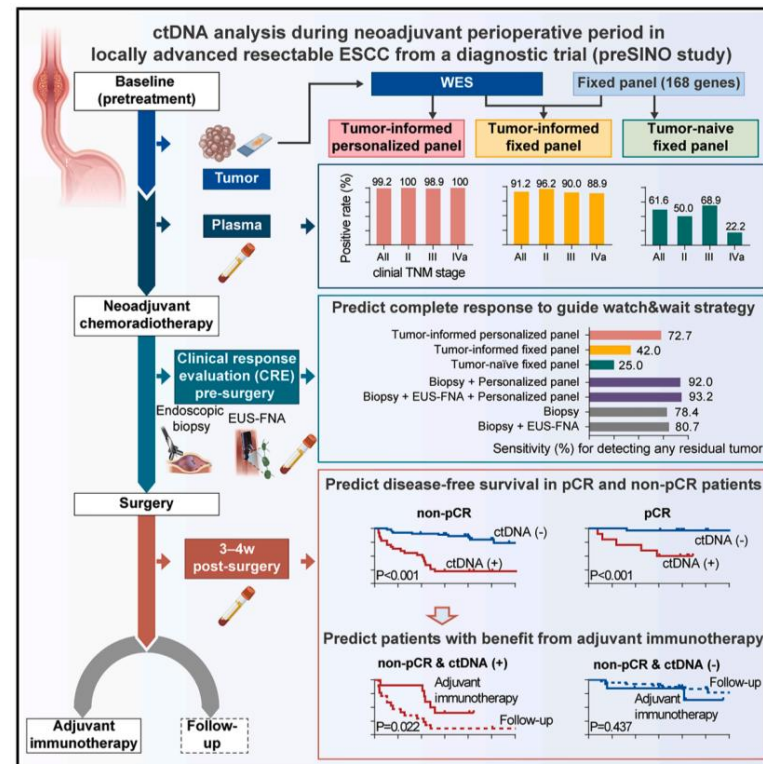 ctDNA analysis during neoadjuvant perioperative period in
locally advanced resectable ESCC from a diagnostic trial (preSINO study)
Baseline
(pretreatment)
WES
Fixed panel (168 genes)
Tumor-informed
personalized panel
Tumor-informed
fixed panel
Tumor-naive
fixed panel
Tumor
Plasma
Positive rate (%)
99.2 100 98.9 100
All II III IVa
clinial TNM stage
91.2 96.2 90.0 88.9
All II III IVa
61.6 50.0 68.9 22.2
All II III IVa
Neoadjuvant
chemoradiotherapy
Clinical response
evaluation (CRE)
pre-surgery
Endoscopic
biopsy
EUS-FNA
Predict complete response to guide watch&wait strategy
Tumor-informed personalized panel 72.7
Tumor-informed fixed panel 42.0
Tumor-naïve fixed panel 25.0
Biopsy + Personalized panel 92.0
Biopsy + EUS-FNA + Personalized panel 93.2
Biopsy 78.4
Biopsy + EUS-FNA 80.7
Sensitivity (%) for detecting any residual tumor
Surgery
3–4w
post-surgery
Predict disease-free survival in pCR and non-pCR patients
non-pCR
ctDNA (-)
ctDNA (+)
P<0.001
pCR
ctDNA (-)
ctDNA (+)
P<0.001
Predict patients with benefit from adjuvant immunotherapy
non-pCR & ctDNA (+)
Adjuvant
immunotherapy
Follow-up
P=0.022
non-pCR & ctDNA (-)
Follow-up
Adjuvant
immunotherapy
P=0.437
Adjuvant
immunotherapy
Follow-
up